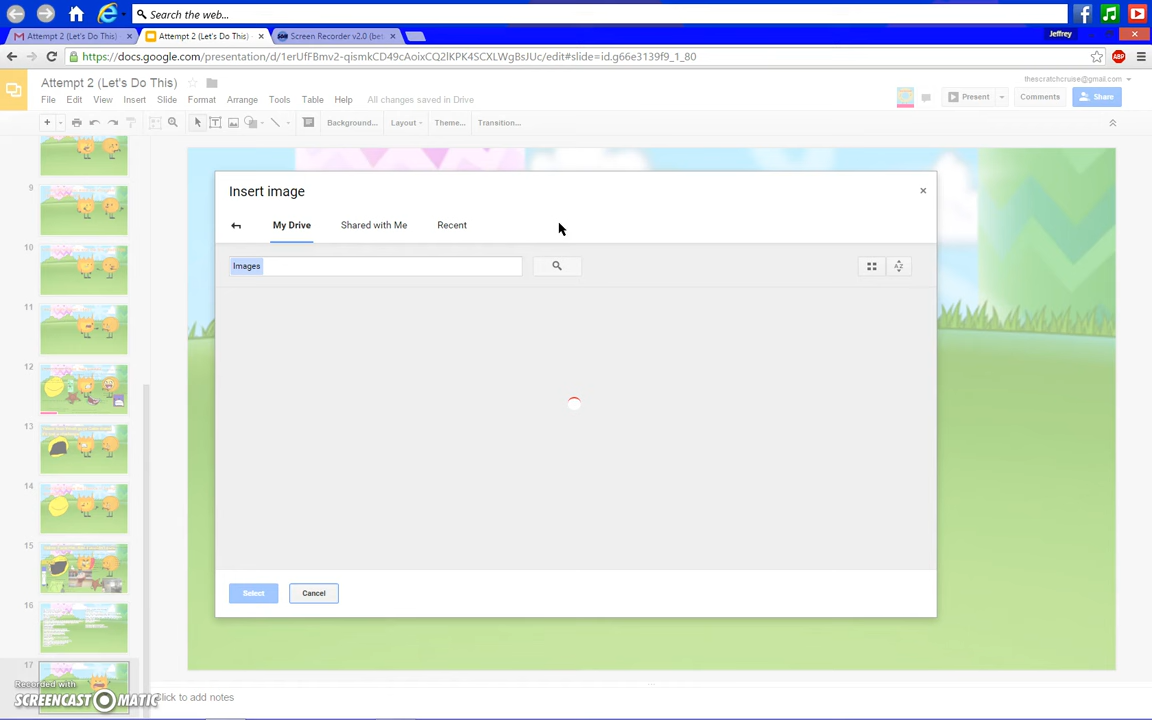 Search the web...
Attempt 2 (Let's Do This)
Attempt 2 (Let's Do This)
Screen Recorder v2.0 (be
Jeffrey
https://docs.google.com/presentation/d/1erUfFBmv2-qismkCD49cAoixCQ2lKPK4SCXLWgBsJUc/edit#slide=id.g66e3139f9_1_80
ABP
Attempt 2 (Let's Do This)
thescratchcruise@gmail.com
File Edit View Insert Slide Format Arrange Tools Table Help All changes saved in Drive
Present Comments Share
Background... Layout Theme... Transition...
Insert image
My Drive Shared with Me Recent
Images
AZ
9
10
11
12
13
14
15
16
17
Select Cancel
Recorded with
SCREENCAST-O-MATIC
Click to add notes